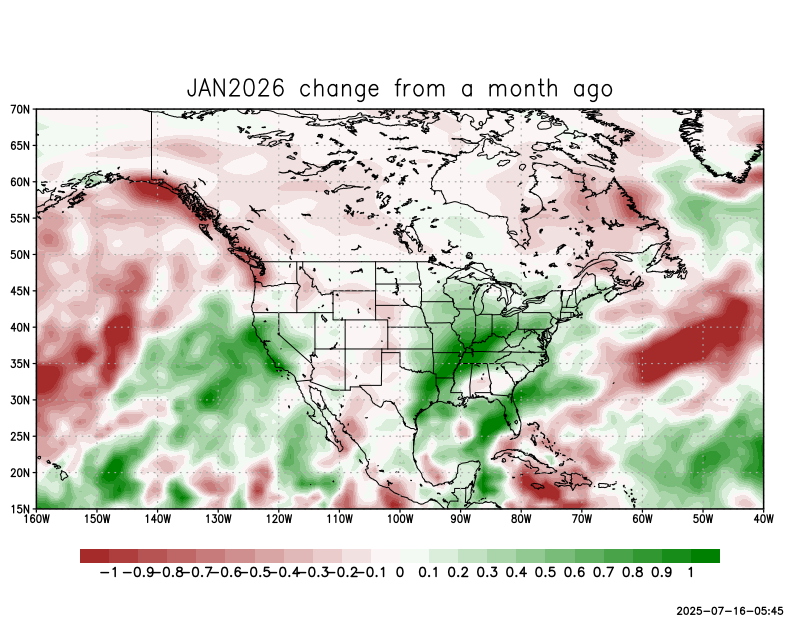 JAN2026 change from a month ago
70N
65N
60N
55N
50N
45N
40N
35N
30N
25N
20N
15N
160W 150W 140W 130W 120W 110W 100W 90W 80W 70W 60W 50W 40W
-1 -0.9 -0.8 -0.7 -0.6 -0.5 -0.4 -0.3 -0.2 -0.1 0 0.1 0.2 0.3 0.4 0.5 0.6 0.7 0.8 0.9 1
2025-07-16-05:45